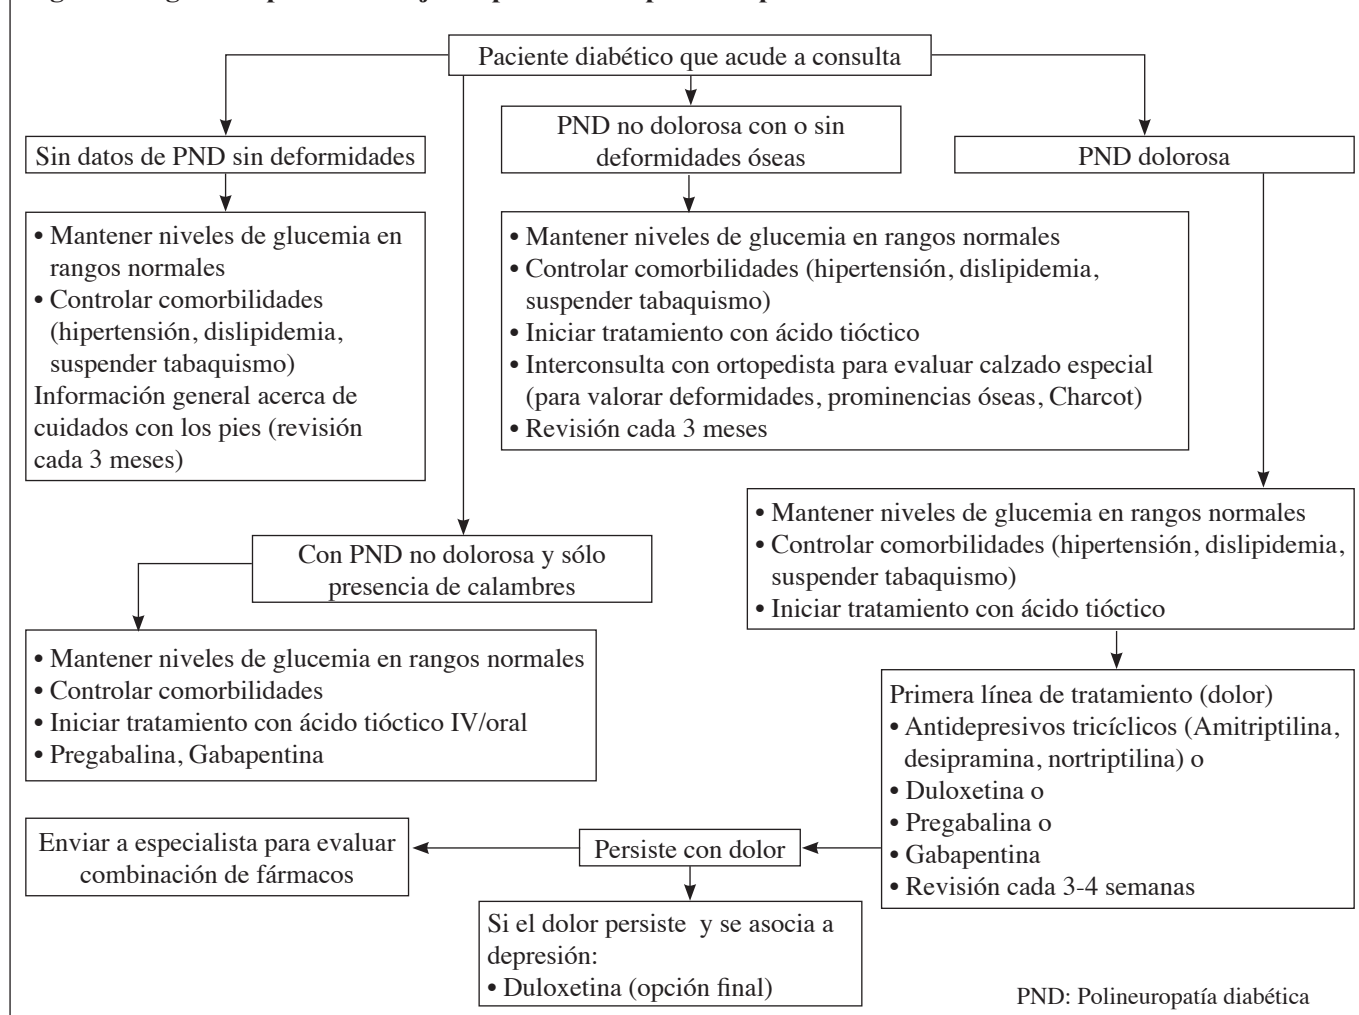 Paciente diabético que acude a consulta
Sin datos de PND sin deformidades
PND no dolorosa con o sin
deformidades óseas
PND dolorosa
• Mantener niveles de glucemia en
rangos normales
• Controlar comorbilidades
(hipertensión, dislipidemia,
suspender tabaquismo)
Información general acerca de
cuidados con los pies (revisión
cada 3 meses)
• Mantener niveles de glucemia en rangos normales
• Controlar comorbilidades (hipertensión, dislipidemia,
suspender tabaquismo)
• Iniciar tratamiento con ácido tióctico
• Interconsulta con ortopedista para evaluar calzado especial
(para valorar deformidades, prominencias óseas, Charcot)
• Revisión cada 3 meses
• Mantener niveles de glucemia en rangos normales
• Controlar comorbilidades (hipertensión, dislipidemia,
suspender tabaquismo)
• Iniciar tratamiento con ácido tióctico
Con PND no dolorosa y sólo
presencia de calambres
• Mantener niveles de glucemia en rangos normales
• Controlar comorbilidades
• Iniciar tratamiento con ácido tióctico IV/oral
• Pregabalina, Gabapentina
Primera línea de tratamiento (dolor)
• Antidepresivos tricíclicos (Amitriptilina,
desipramina, nortriptilina) o
• Duloxetina o
• Pregabalina o
• Gabapentina
• Revisión cada 3-4 semanas
Persiste con dolor
Enviar a especialista para evaluar
combinación de fármacos
Si el dolor persiste y se asocia a
depresión:
• Duloxetina (opción final)
PND: Polineuropatía diabética